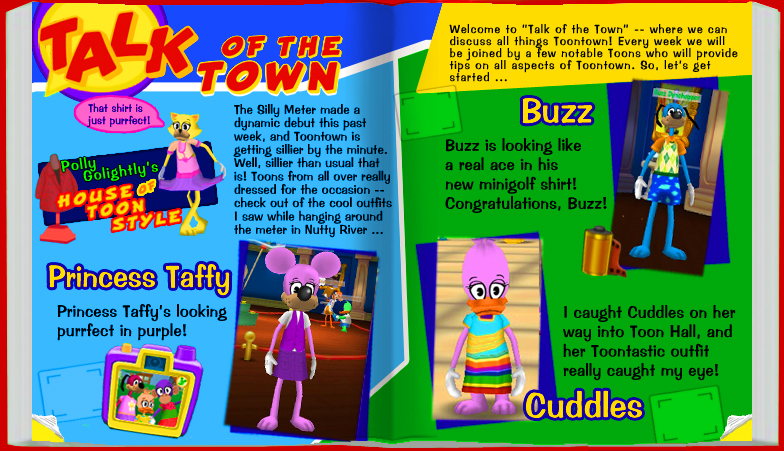 TALK OF THE TOWN
That shirt is
just purrfect!
Polly
Golightly's
HOUSE OF
TOON
STYLE
The Silly Meter made a
dynamic debut this past
week, and Toontown is
getting sillier by the minute.
Well, sillier than usual that
is! Toons from all over really
dressed for the occasion --
check out of the cool outfits
I saw while hanging around
the meter in Nutty River ...
Princess Taffy
Princess Taffy's looking
purrfect in purple!
Welcome to "Talk of the Town" -- where we can
discuss all things Toontown! Every week we will
be joined by a few notable Toons who will provide
tips on all aspects of Toontown. So, let's get
started ...
Buzz
Buzz is looking like
a real ace in his
new minigolf shirt!
Congratulations, Buzz!
I caught Cuddles on her
way into Toon Hall, and
her Toontastic outfit
really caught my eye!
Cuddles